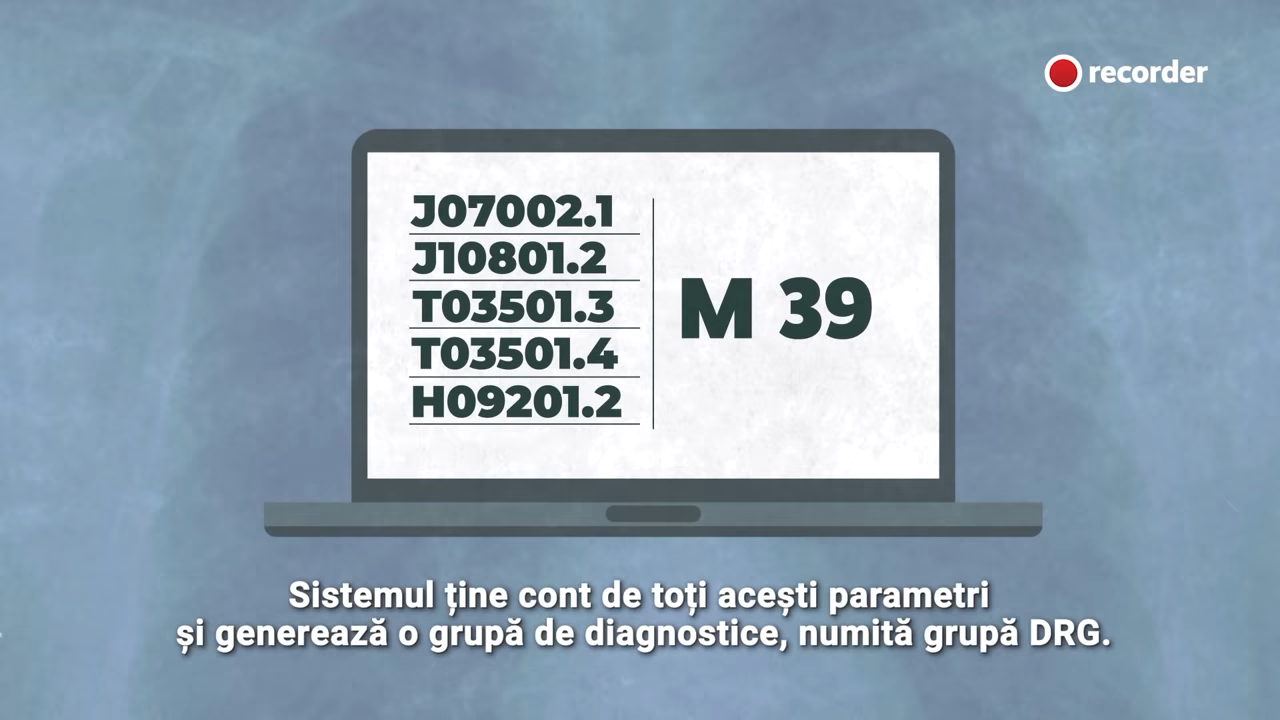 recorder
J07002.1
J10801.2
T03501.3
T03501.4
H09201.2
M 39
Sistemul ține cont de toți acești parametri
și generează o grupă de diagnostice, numită grupă DRG.